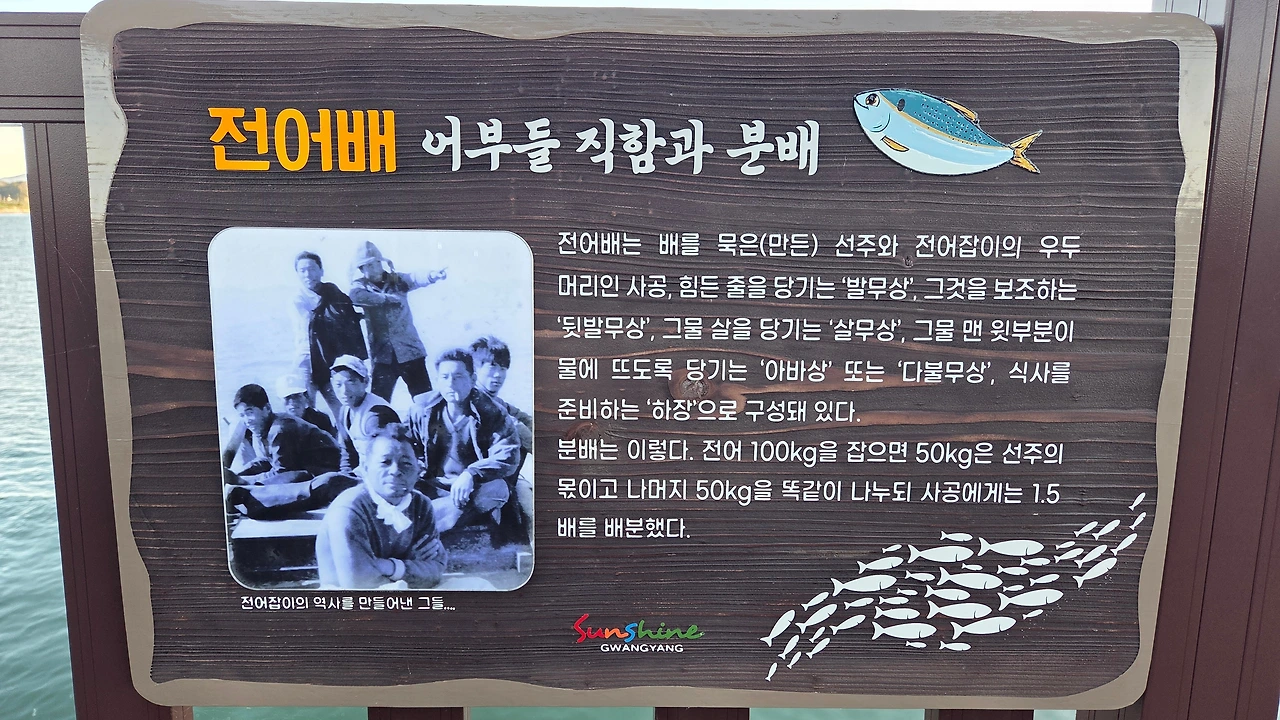 전어배 어부들 직함과 분배
전어배는 배를 묵은(만든) 선주와 전어잡이의 우두
머리인 사공, 힘든 줄을 당기는 '발무상', 그것을 보조하는
'뒷발무상', 그물 살을 당기는 '살무상', 그물 맨 윗부분이
물에 뜨도록 당기는 '아바상' 또는 '다불무상', 식사를
준비하는 '하장'으로 구성돼 있다.
분배는 이렇다. 전어 100kg을 잡으면 50kg은 선주의
몫이고 나머지 50kg을 똑같이 나누되 사공에게는 1.5
배를 배분했다.
전어잡이의 역사를 만들어낸 그들....
Sunshine
GWANGYANG